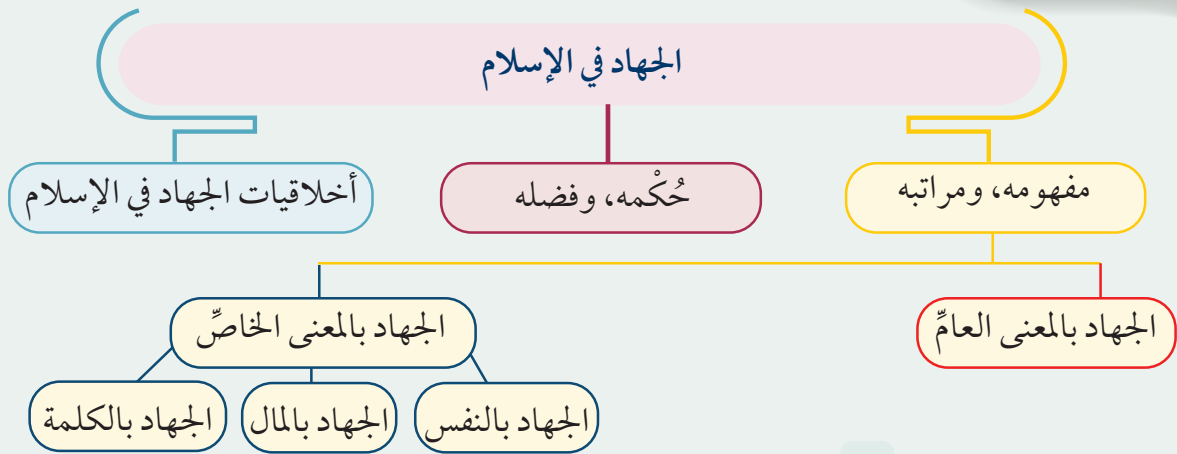 الجهاد في الإسلام
مفهومه، ومراتبه
حُكْمه، وفضله
أخلاقيات الجهاد في الإسلام
الجهاد بالمعنى العامِّ
الجهاد بالمعنى الخاصِّ
الجهاد بالنفس
الجهاد بالمال
الجهاد بالكلمة